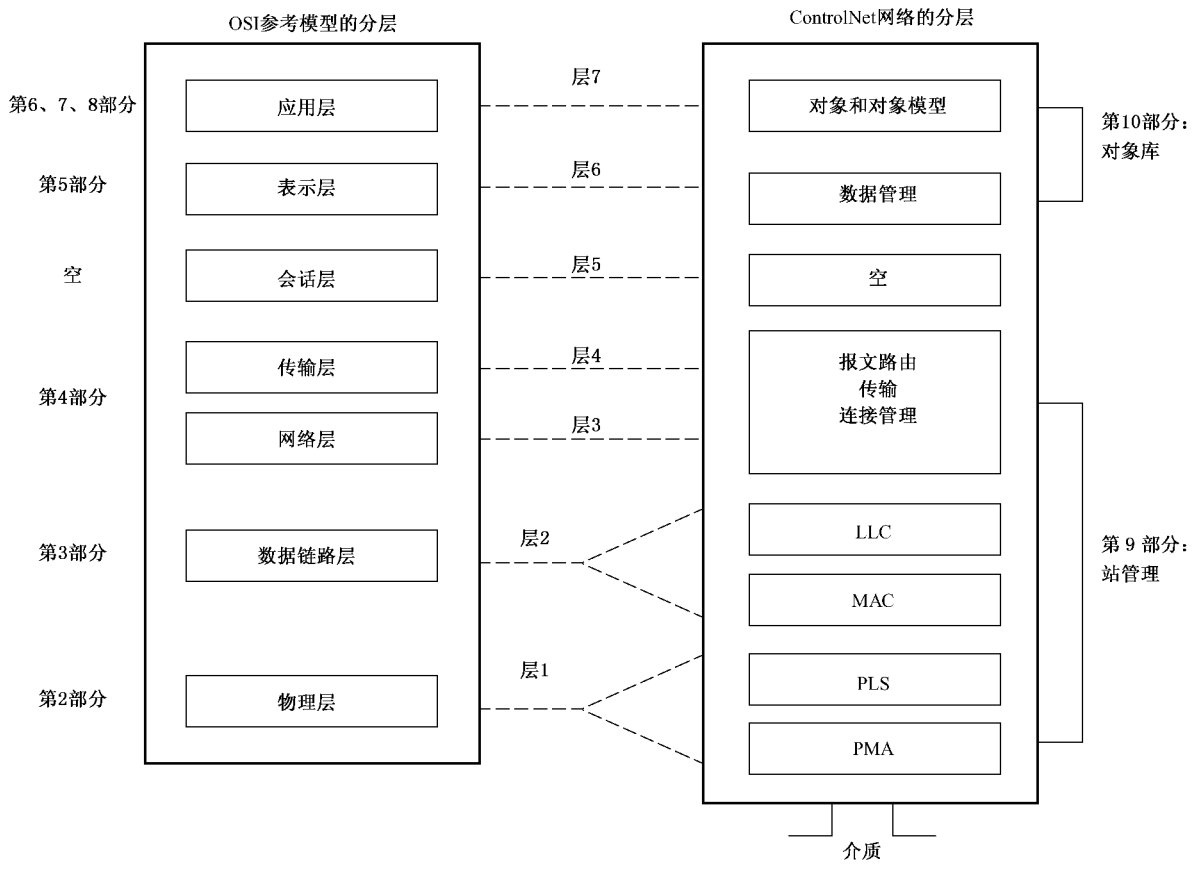 OSI参考模型的分层
ControlNet网络的分层
第6、7、8部分
应用层
层7
对象和对象模型
第10部分：
对象库
第5部分
表示层
层6
数据管理
空
会话层
层5
空
第4部分
传输层
层4
网络层
层3
报文路由
传输
连接管理
第3部分
数据链路层
层2
LLC
MAC
第 9 部分：
站管理
第2部分
物理层
层1
PLS
PMA
介质